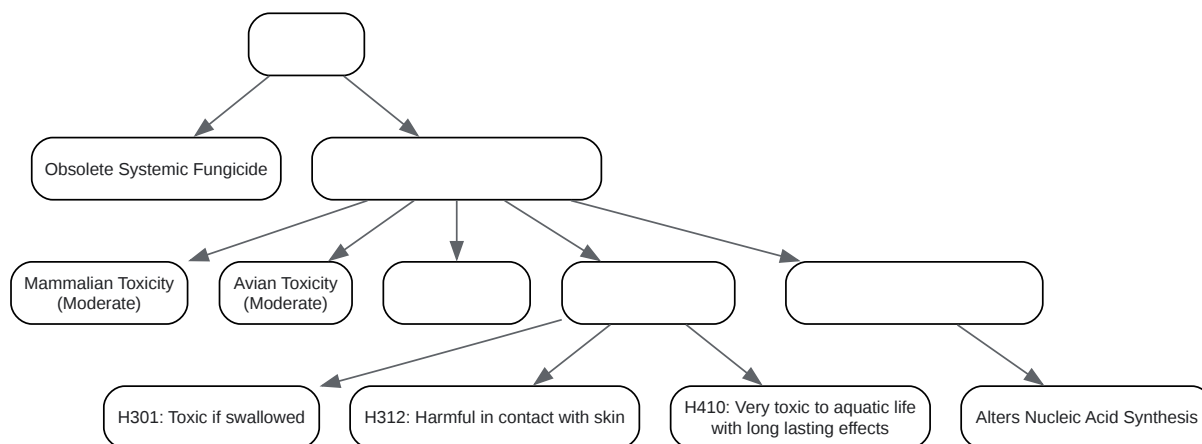 Obsolete Systemic Fungicide
Mammalian Toxicity
(Moderate)
Avian Toxicity
(Moderate)
H301: Toxic if swallowed
H312: Harmful in contact with skin
H410: Very toxic to aquatic life
with long lasting effects
Alters Nucleic Acid Synthesis